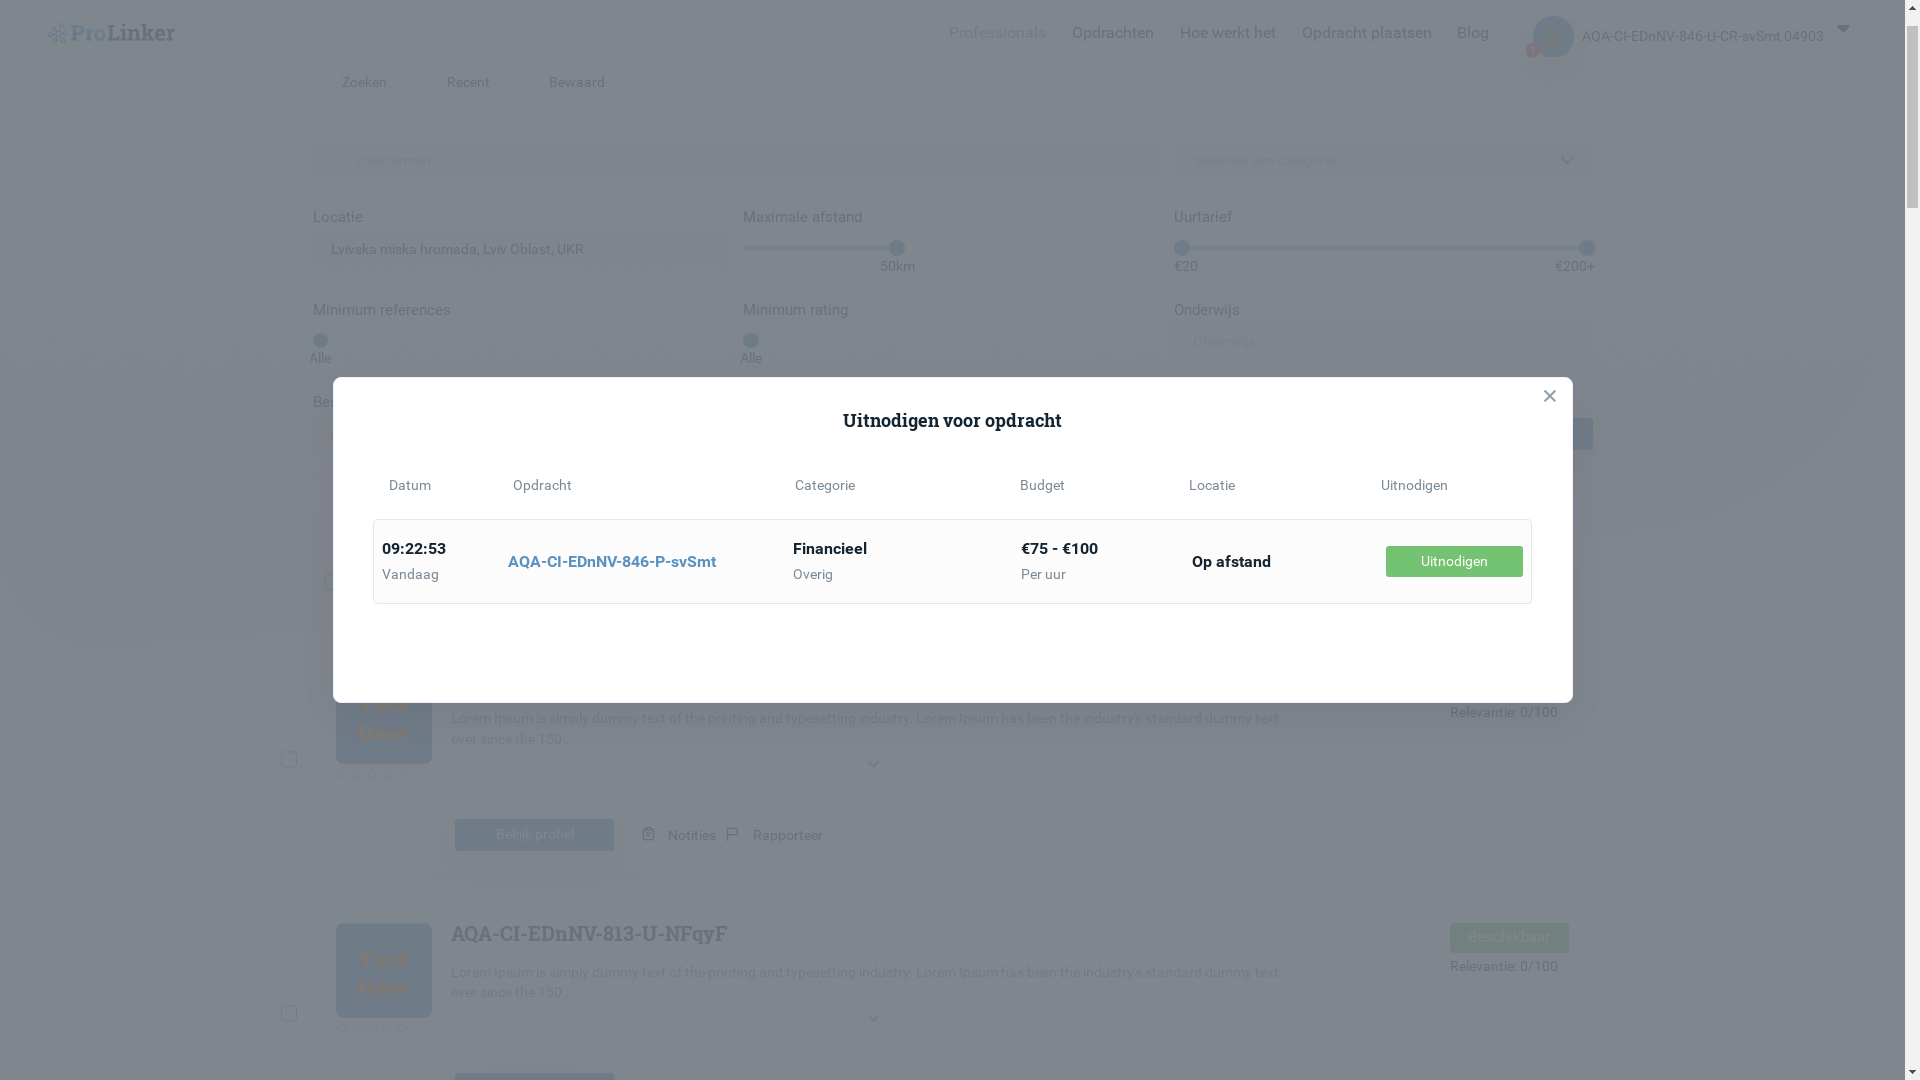 ProLinker
Professionals
Opdrachten
Hoe werkt het
Opdracht plaatsen
Blog
AQA-CI-EDnNV-846-U-CR-svSmt 04903
Zoeken
Recent
Bewaard
Zoektermen
Selecteer een categorie
Locatie
Maximale afstand
Uurtarief
Lvivska miska hromada, Lviv Oblast, UKR
50km
€20
€200+
Minimum references
Minimum rating
Onderwijs
Alle
Alle
Onderwijs
Uitnodigen voor opdracht
Datum
Opdracht
Categorie
Budget
Locatie
Uitnodigen
09:22:53
Vandaag
AQA-CI-EDnNV-846-P-svSmt
Financieel
Overig
€75 - €100
Per uur
Op afstand
Uitnodigen
Lorem Ipsum is simply dummy text of the printing and typesetting industry. Lorem Ipsum has been the industry's standard dummy text
ever since the 150...
Relevantie: 0/100
Bekijk profiel
Notities
Rapporteer
Test
User
AQA-CI-EDnNV-813-U-NFqyF
Lorem Ipsum is simply dummy text of the printing and typesetting industry. Lorem Ipsum has been the industry's standard dummy text
ever since the 150...
Beschikbaar
Relevantie: 0/100